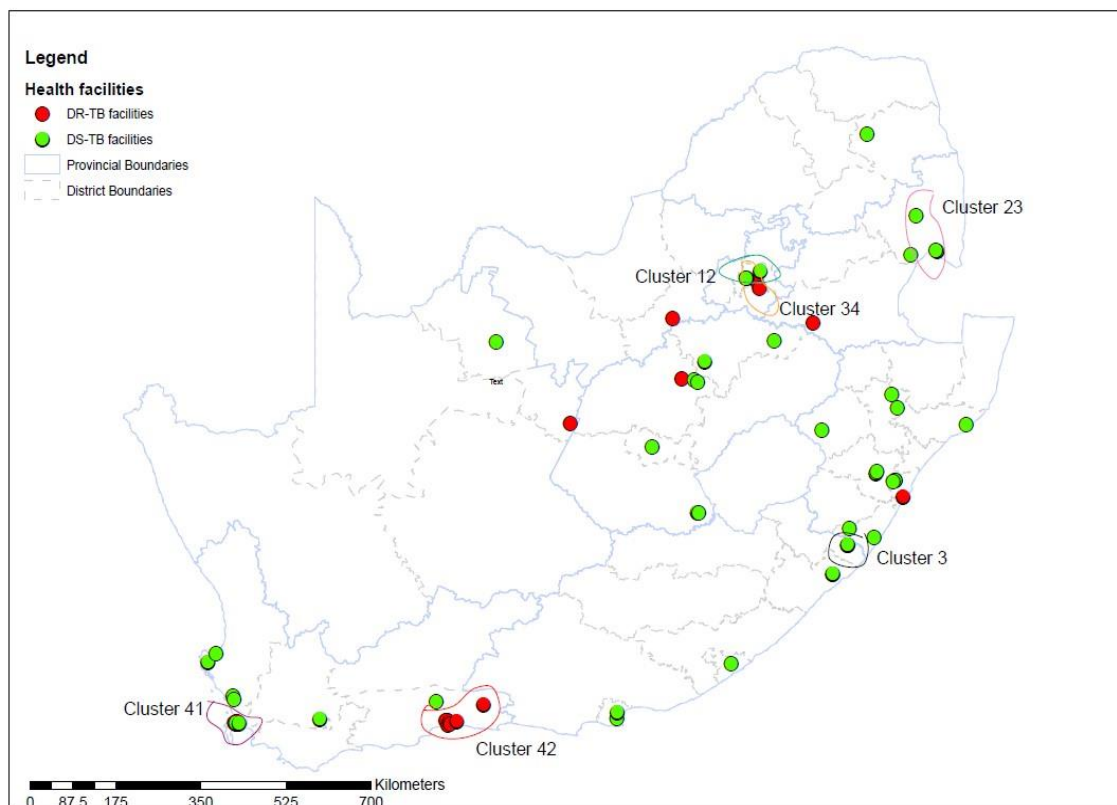 Legend
Health facilities
DR-TB facilities
DS-TB facilities
Provincial Boundaries
District Boundaries
Cluster 23
Cluster 12
Cluster 34
Text
Cluster 3
Cluster 41
Cluster 42
Kilometers
0 87.5 175 350 525 700